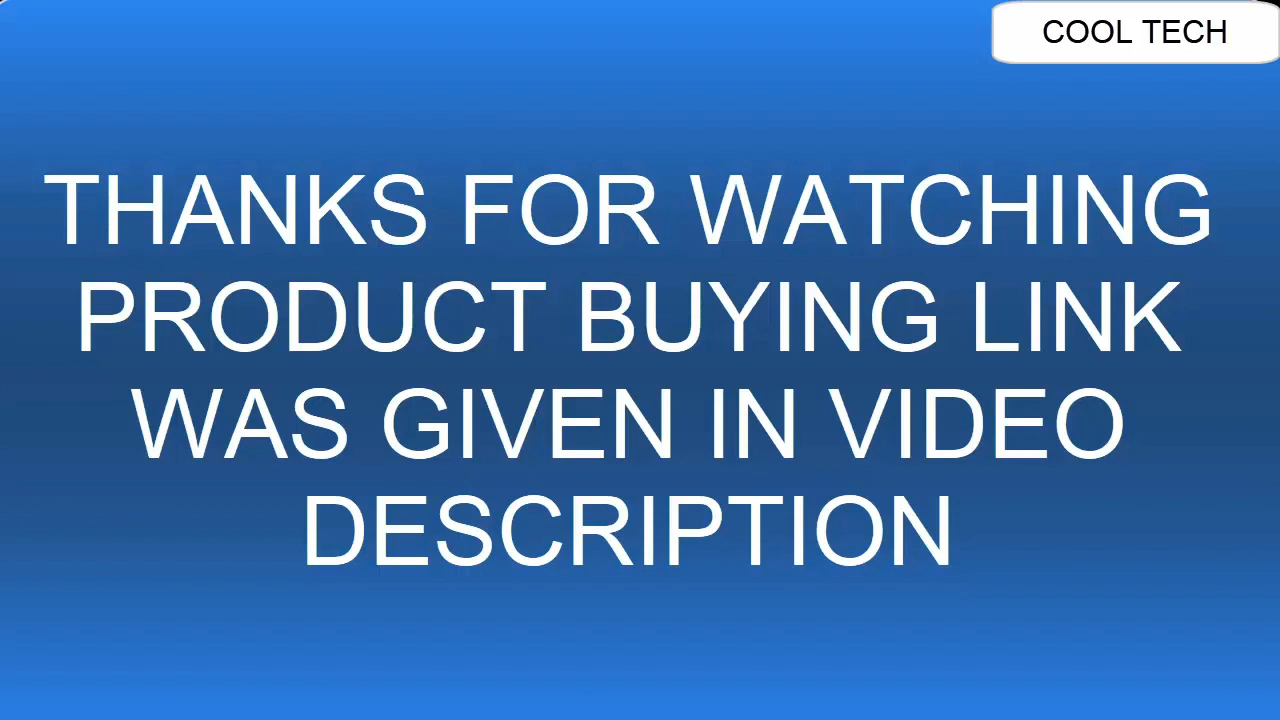 COOL TECH
THANKS FOR WATCHING
PRODUCT BUYING LINK
WAS GIVEN IN VIDEO
DESCRIPTION